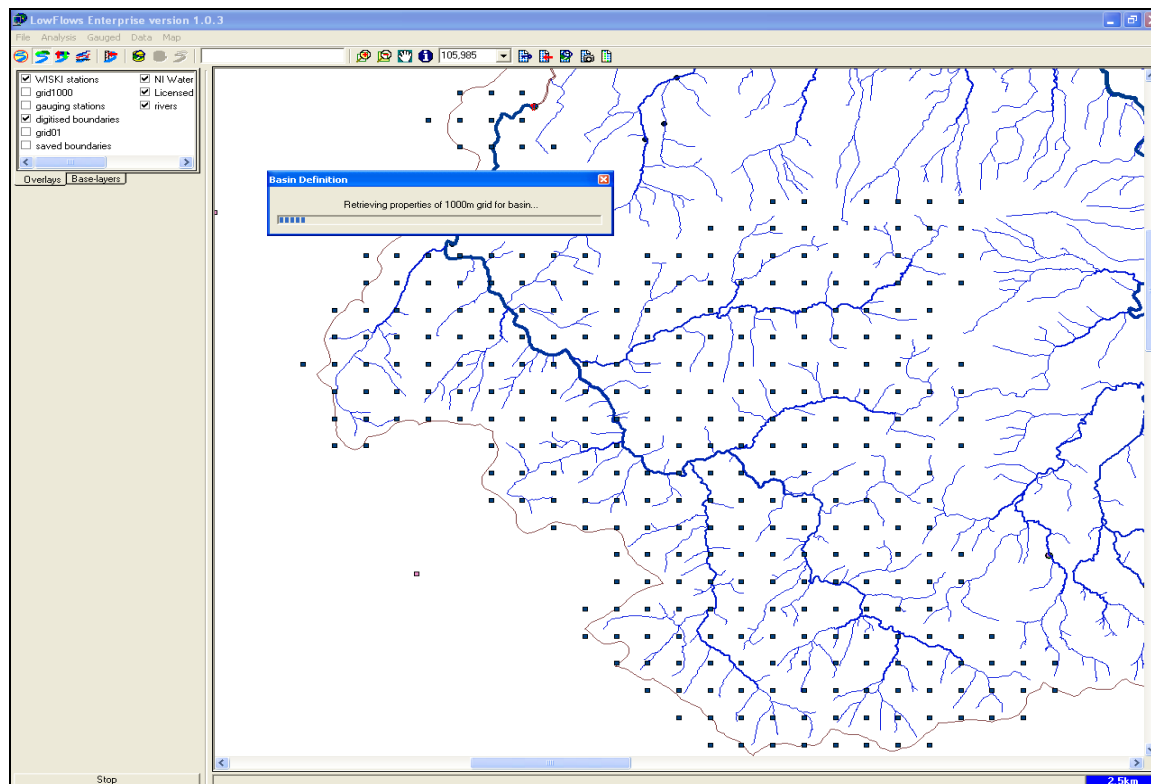 LowFlows Enterprise version 1.0.3
File Analysis Gauged Data Map
105,985
WISKI stations
NI Water
grid1000
Licensed
gauging stations
rivers
digitised boundaries
grid01
saved boundaries
Overlays Base-layers
Basin Definition
Retrieving properties of 1000m grid for basin...
Stop
2.5km